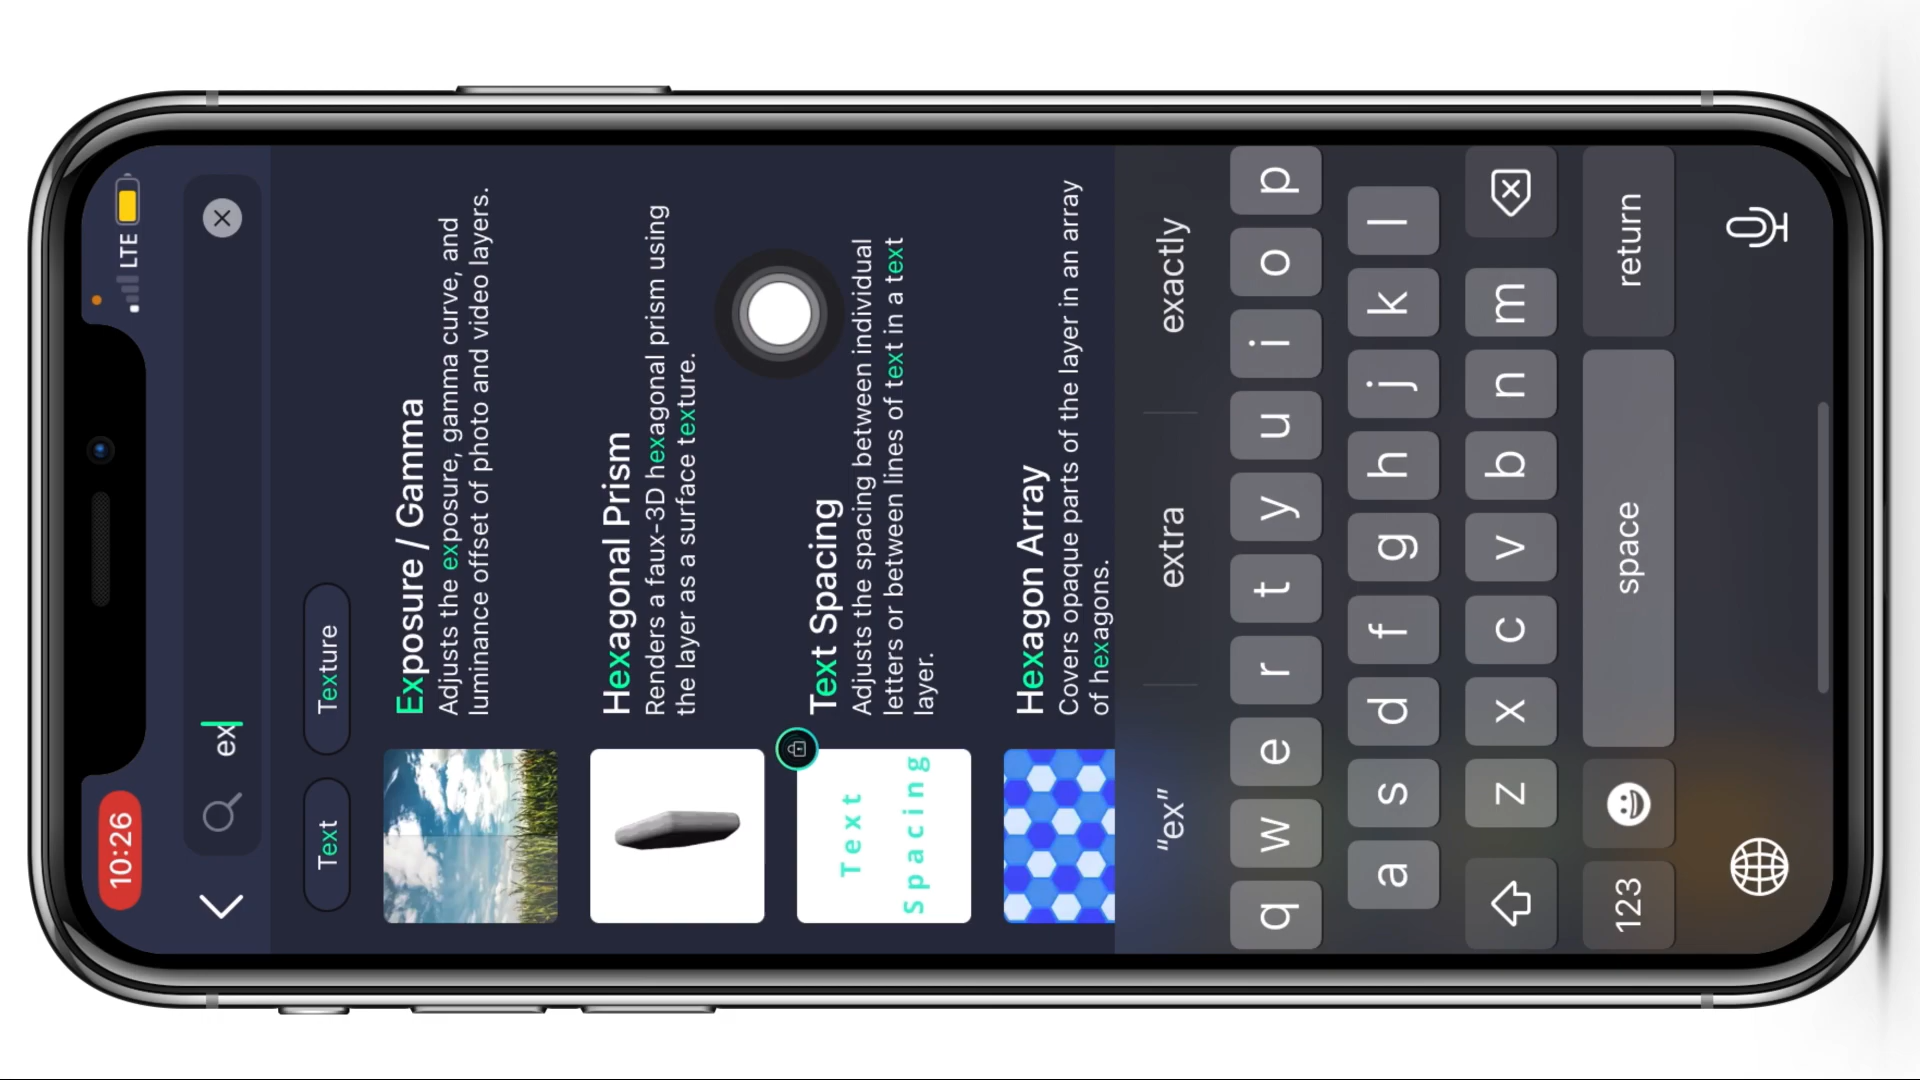 10:26
LTE
ex
Text
Texture
Exposure / Gamma
Adjusts the exposure, gamma curve, and
luminance offset of photo and video layers.
Hexagonal Prism
Renders a faux-3D hexagonal prism using
the layer as a surface texture.
Text
Spacing
Text Spacing
Adjusts the spacing between individual
letters or between lines of text in a text
layer.
Hexagon Array
Covers opaque parts of the layer in an array
of hexagons.
"ex" extra exactly
q w e r t y u i o p
a s d f g h j k l
z x c v b n m
123 space return